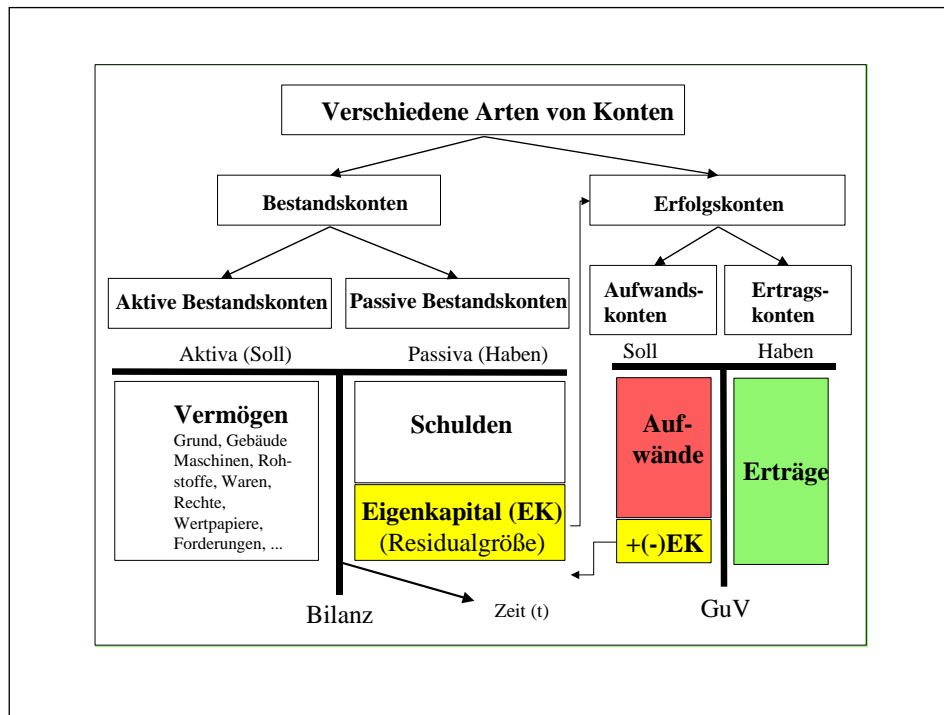 Verschiedene Arten von Konten
Bestandskonten
Erfolgskonten
Aktive Bestandskonten
Passive Bestandskonten
Aufwands-
konten
Ertrags-
konten
Aktiva (Soll)
Passiva (Haben)
Soll
Haben
Vermögen
Grund, Gebäude
Maschinen, Roh-
stoffe, Waren,
Rechte,
Wertpapiere,
Forderungen, ...
Schulden
Eigenkapital (EK)
(Residualgröße)
Auf-
wände
+(-)EK
Erträge
Bilanz
Zeit (t)
GuV